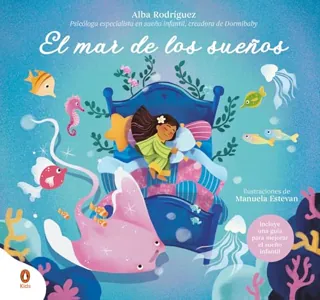 Alba Rodríguez
Psicóloga especialista en sueño infantil, creadora de Dormibaby
El mar de los sueños
Ilustraciones de
Manuela Estevan
Incluye
una guía
para mejorar
el sueño
infantil
Kids